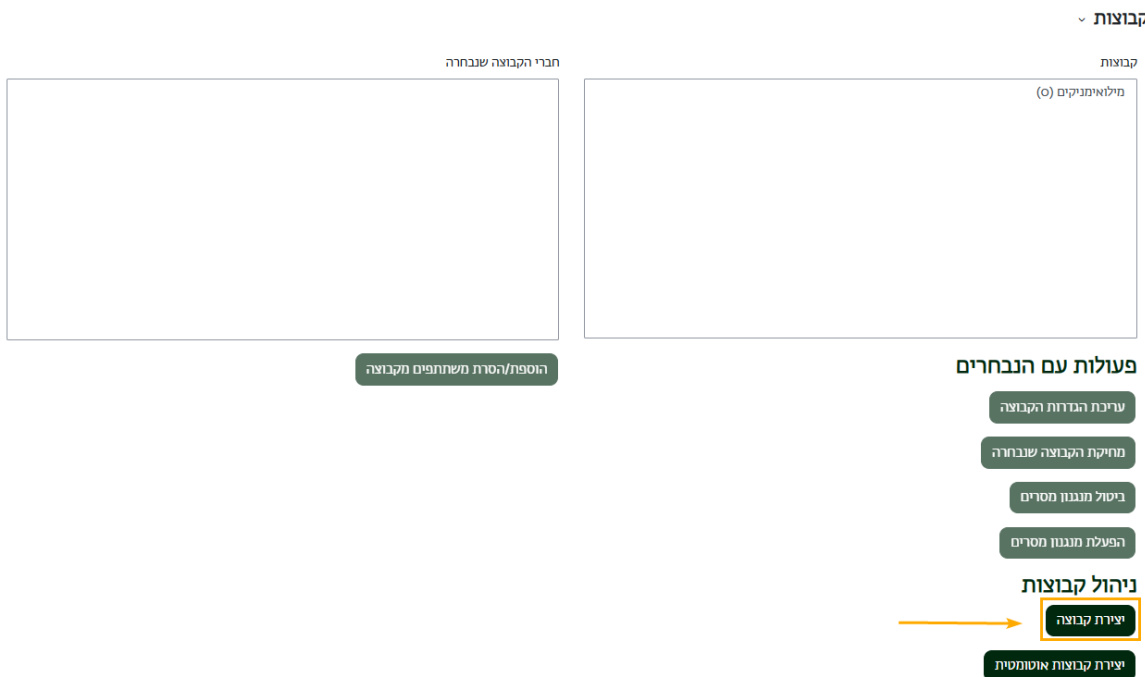 קבוצות
קבוצות
מילואימניקים (0)
חברי הקבוצה שנבחרה
הוספת/הסרת משתתפים מקבוצה
פעולות עם הנבחרים
עריכת הגדרות הקבוצה
מחיקת הקבוצה שנבחרה
ביטול מנגנון מסרים
הפעלת מנגנון מסרים
ניהול קבוצות
יצירת קבוצה
יצירת קבוצות אוטומטית